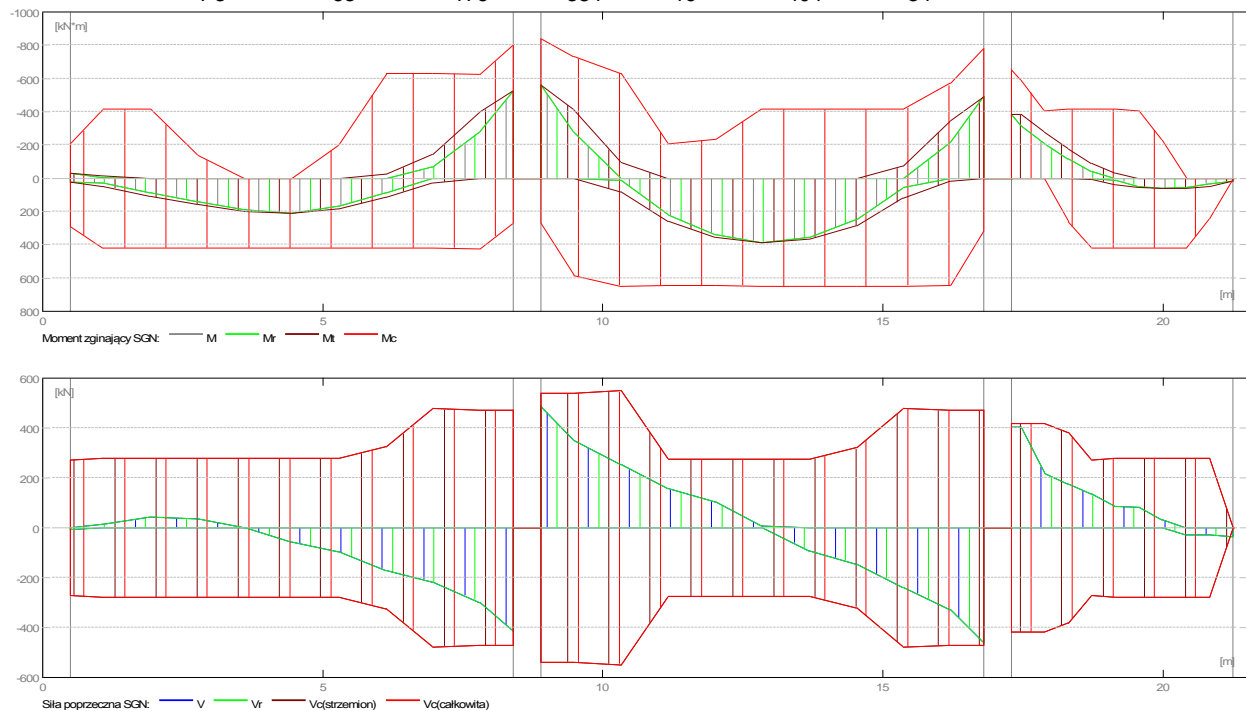 -1000
[kN*m]
-800
-600
-400
-200
0
200
400
600
800
[m]
0 5 10 15 20
Moment zginający SGN: M Mr Mt Mc
600
[kN]
400
200
0
-200
-400
-600
[m]
0 5 10 15 20
Siła poprzeczna SGN: V Vr Vc(strzemion) Vc(całkowita)